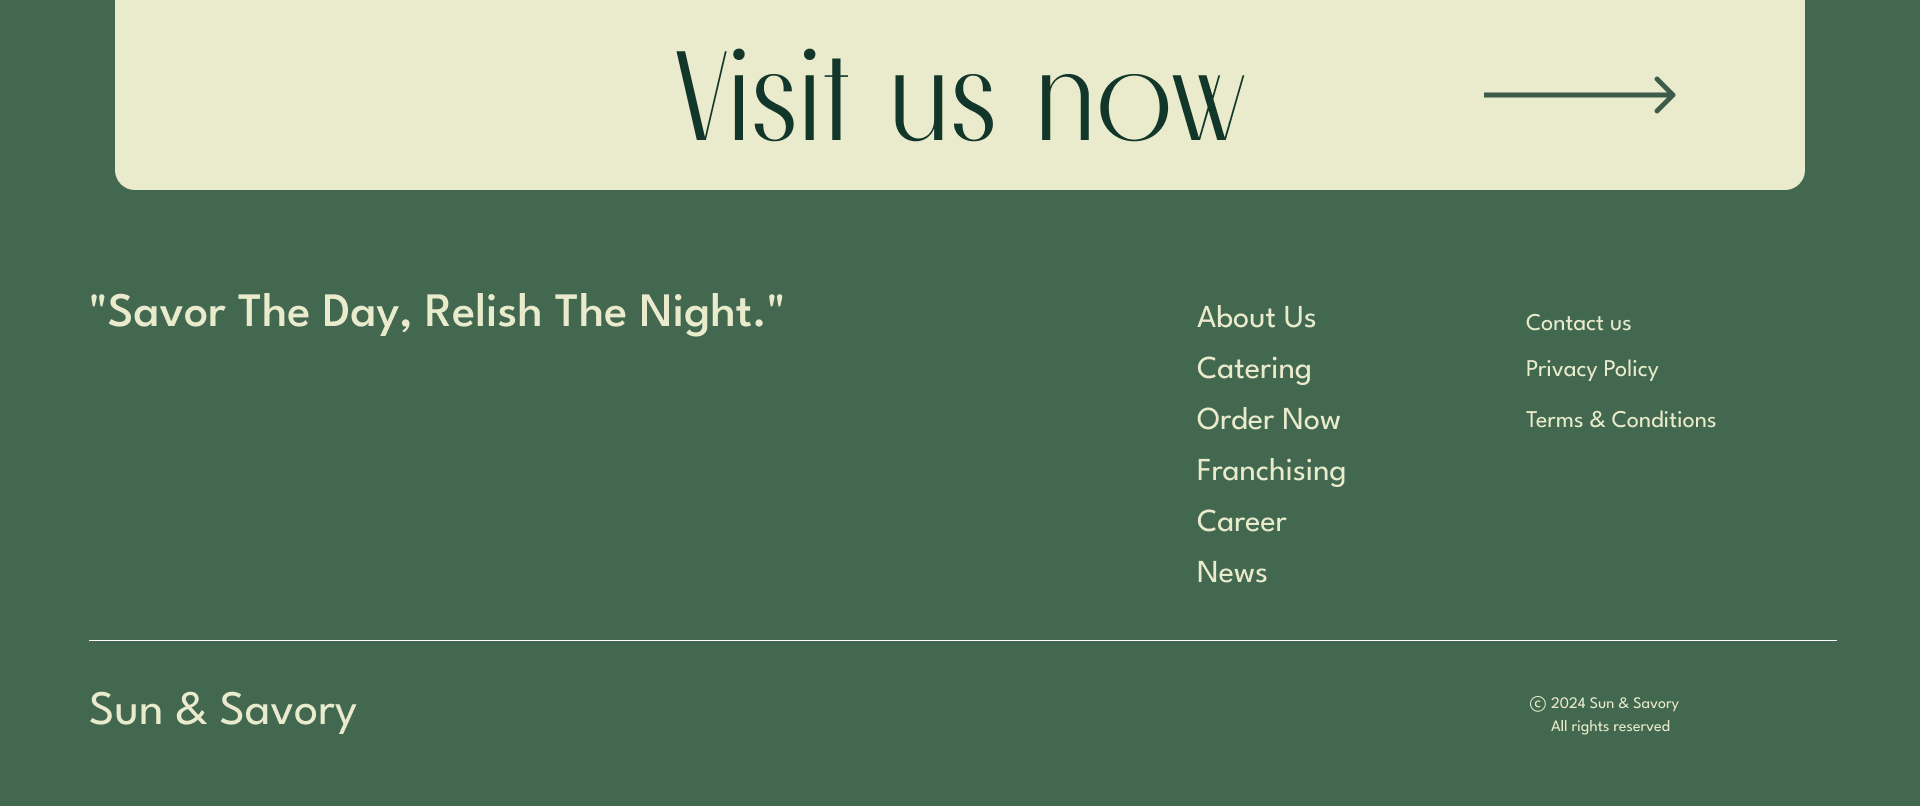 Visit us now
"Savor The Day, Relish The Night."
About Us
Catering
Order Now
Franchising
Career
News
Contact us
Privacy Policy
Terms & Conditions
Sun & Savory
© 2024 Sun & Savory
All rights reserved